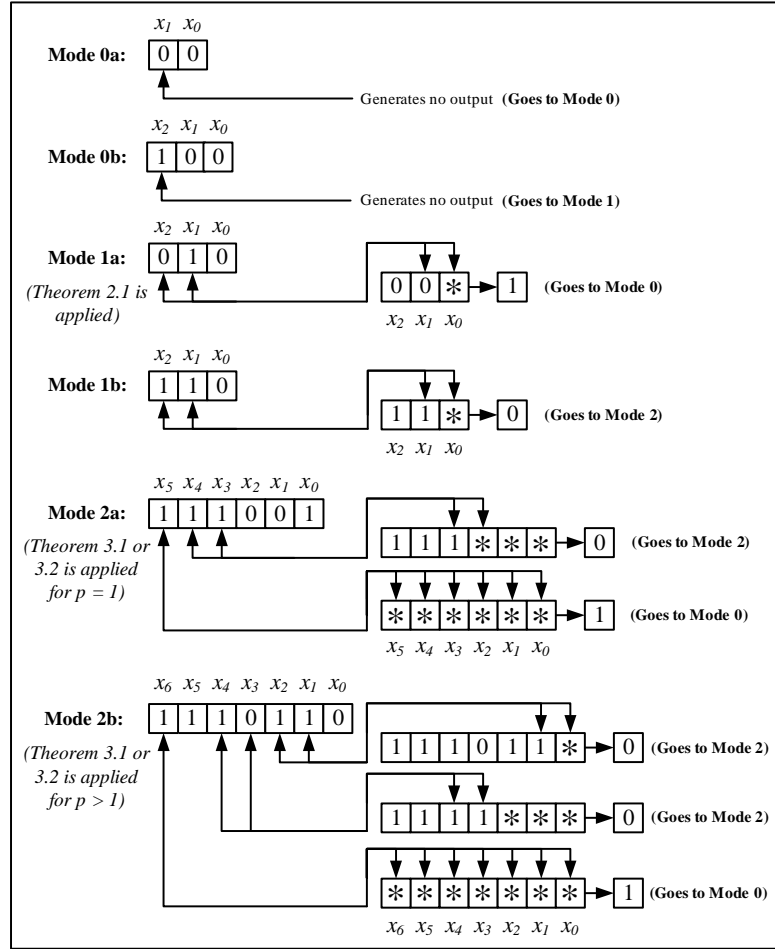 x1 x0
Mode 0a: 0 0
Generates no output (Goes to Mode 0)
x2 x1 x0
Mode 0b: 1 0 0
Generates no output (Goes to Mode 1)
x2 x1 x0
Mode 1a: 0 1 0
(Theorem 2.1 is
applied)
0 0 * 1 (Goes to Mode 0)
x2 x1 x0
x2 x1 x0
Mode 1b: 1 1 0
1 1 * 0 (Goes to Mode 2)
x2 x1 x0
x5 x4 x3 x2 x1 x0
Mode 2a: 1 1 1 0 0 1
(Theorem 3.1 or
3.2 is applied
for p = 1)
1 1 1 * * * 0 (Goes to Mode 2)
* * * * * * 1 (Goes to Mode 0)
x5 x4 x3 x2 x1 x0
x6 x5 x4 x3 x2 x1 x0
Mode 2b: 1 1 1 0 1 1 0
(Theorem 3.1 or
3.2 is applied
for p > 1)
1 1 1 0 1 1 * 0 (Goes to Mode 2)
1 1 1 1 * * * 0 (Goes to Mode 2)
* * * * * * * 1 (Goes to Mode 0)
x6 x5 x4 x3 x2 x1 x0